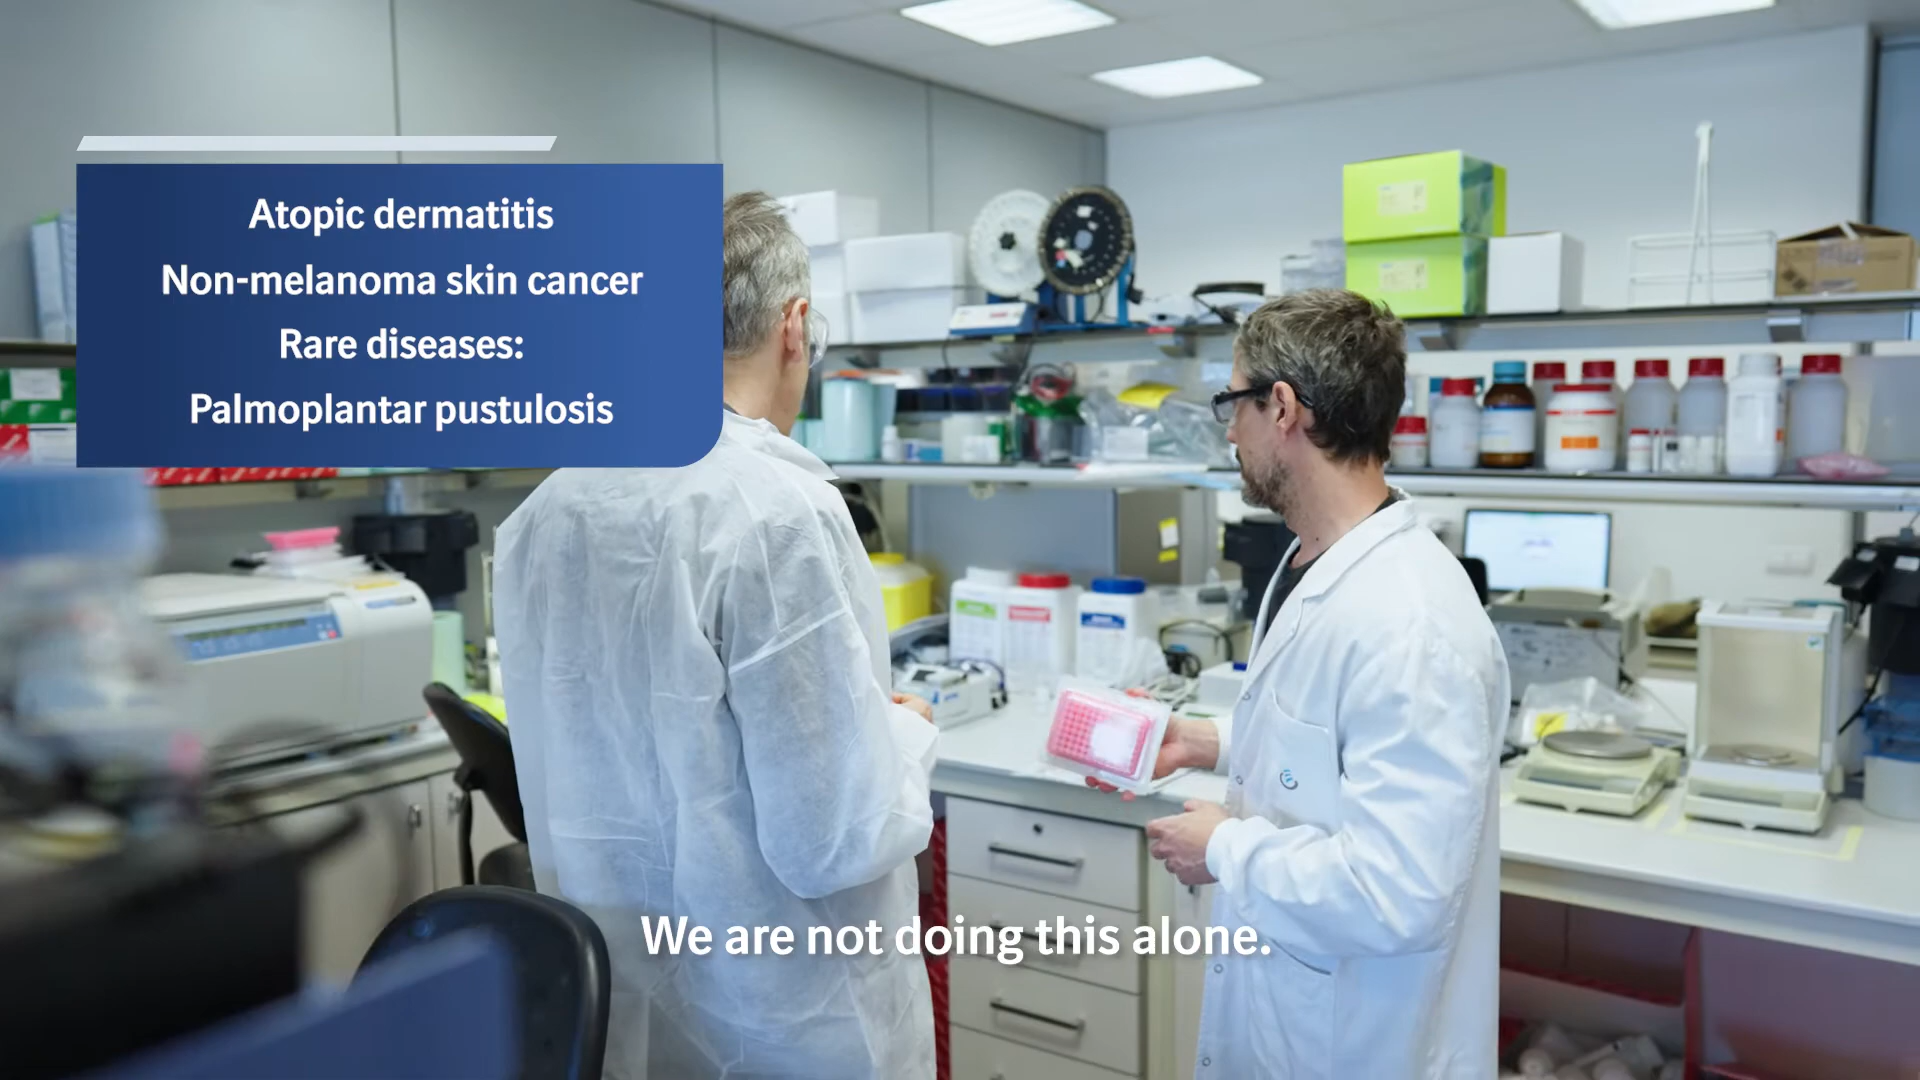 Atopic dermatitis
Non-melanoma skin cancer
Rare diseases:
Palmoplantar pustulosis
We are not doing this alone.